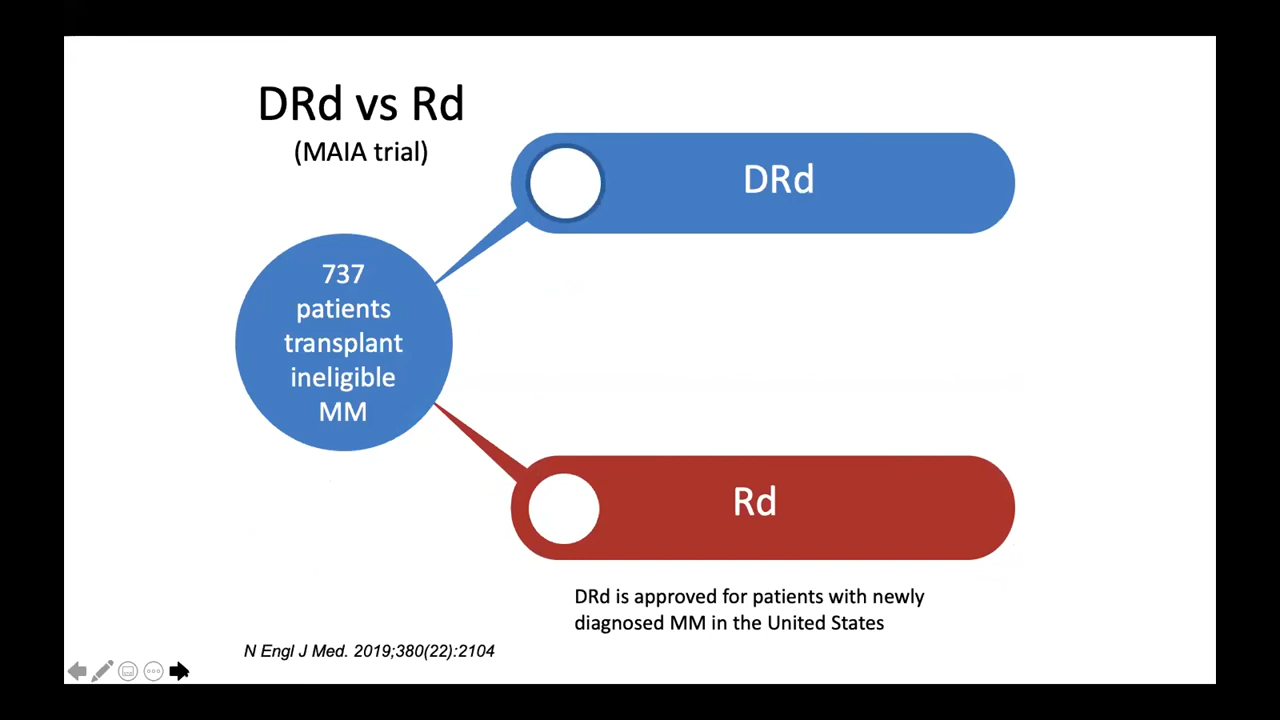 DRd vs Rd
(MAIA trial)
DRd
737
patients
transplant
ineligible
MM
Rd
DRd is approved for patients with newly
diagnosed MM in the United States
N Engl J Med. 2019;380(22):2104